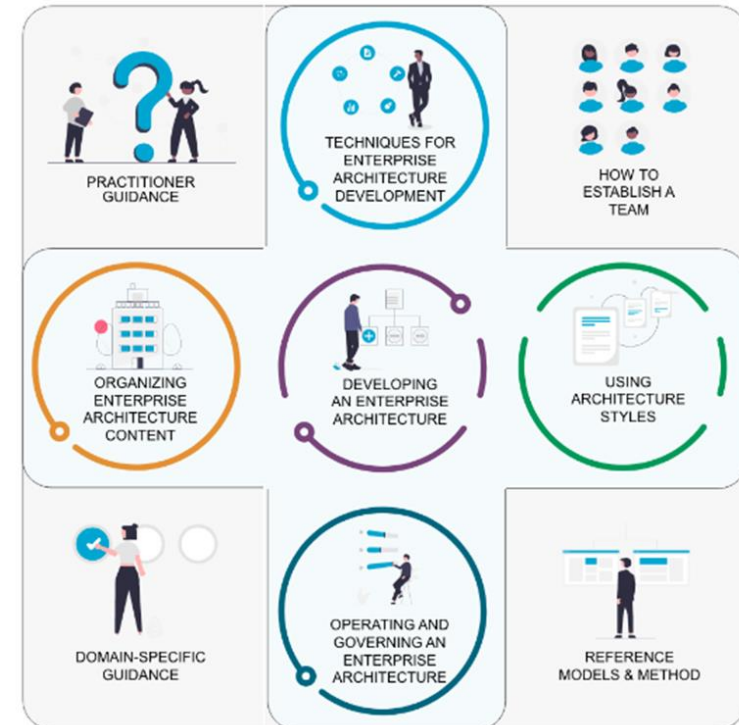 PRACTITIONER
GUIDANCE
TECHNIQUES FOR
ENTERPRISE
ARCHITECTURE
DEVELOPMENT
HOW TO
ESTABLISH A
TEAM
ORGANIZING
ENTERPRISE
ARCHITECTURE
CONTENT
DEVELOPING
AN ENTERPRISE
ARCHITECTURE
USING
ARCHITECTURE
STYLES
DOMAIN-SPECIFIC
GUIDANCE
OPERATING AND
GOVERNING AN
ENTERPRISE
ARCHITECTURE
REFERENCE
MODELS & METHOD